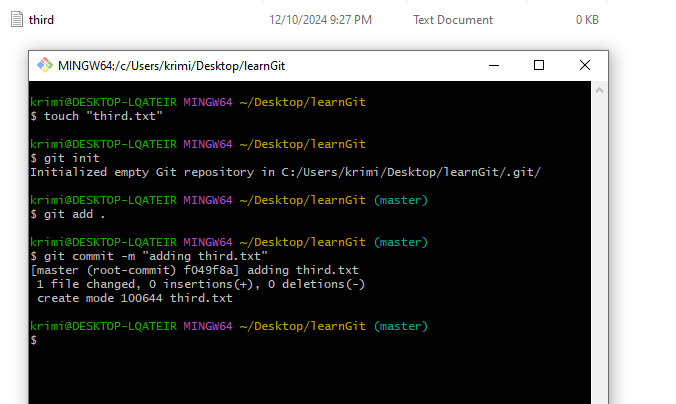 third 12/10/2024 9:27 PM Text Document 0 KB
MINGW64:/c/Users/krimi/Desktop/learnGit
krimi@DESKTOP-LQATEIR MINGW64 ~/Desktop/learnGit
$ touch "third.txt"
krimi@DESKTOP-LQATEIR MINGW64 ~/Desktop/learnGit
$ git init
Initialized empty Git repository in C:/Users/krimi/Desktop/learnGit/.git/
krimi@DESKTOP-LQATEIR MINGW64 ~/Desktop/learnGit (master)
$ git add .
krimi@DESKTOP-LQATEIR MINGW64 ~/Desktop/learnGit (master)
$ git commit -m "adding third.txt"
[master (root-commit) f049f8a] adding third.txt
 1 file changed, 0 insertions(+), 0 deletions(-)
 create mode 100644 third.txt
krimi@DESKTOP-LQATEIR MINGW64 ~/Desktop/learnGit (master)
$